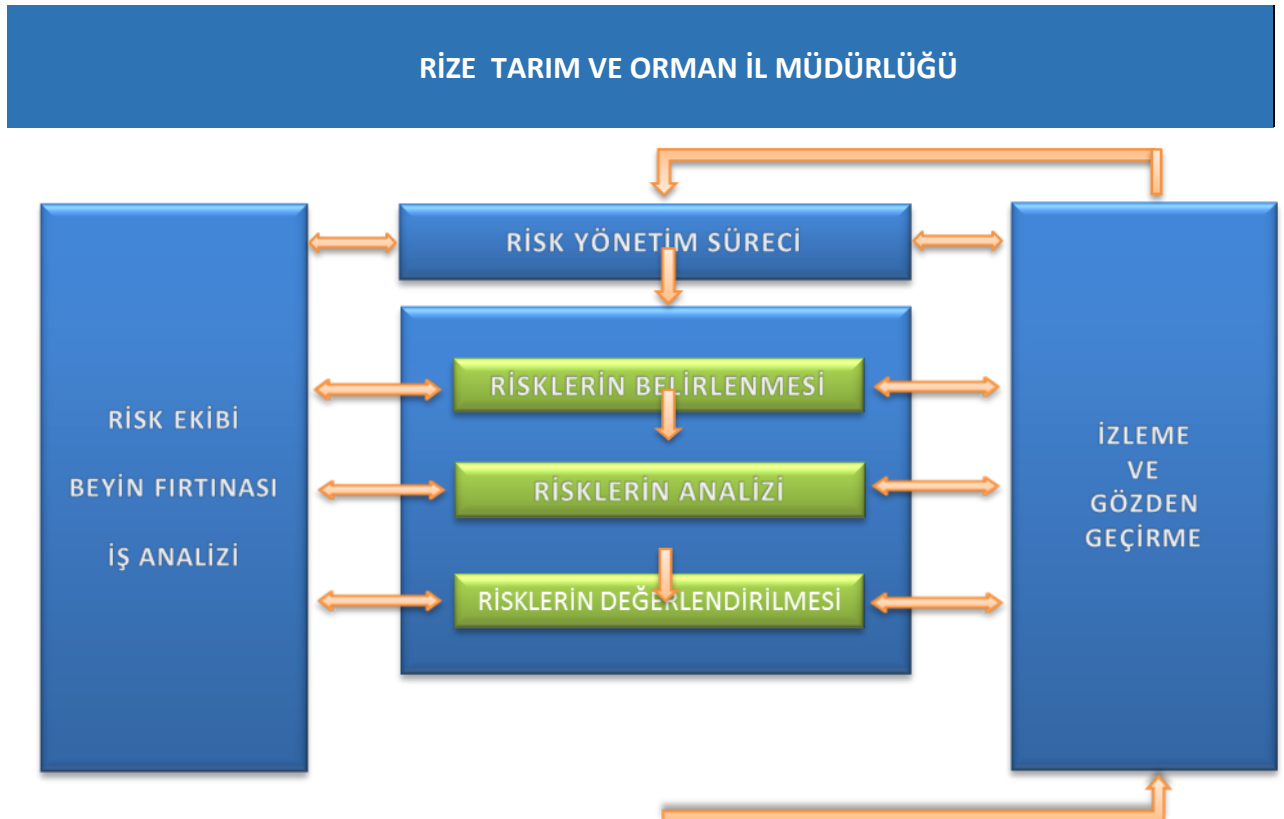 RİZE TARIM VE ORMAN İL MÜDÜRLÜĞÜ
RİSK YÖNETİM SÜRECİ
RİSK EKİBİ
BEYİN FIRTINASI
İŞ ANALİZİ
RİSKLERİN BELİRLENMESİ
RİSKLERİN ANALİZİ
RİSKLERİN DEĞERLENDİRİLMESİ
İZLEME
VE
GÖZDEN
GEÇİRME